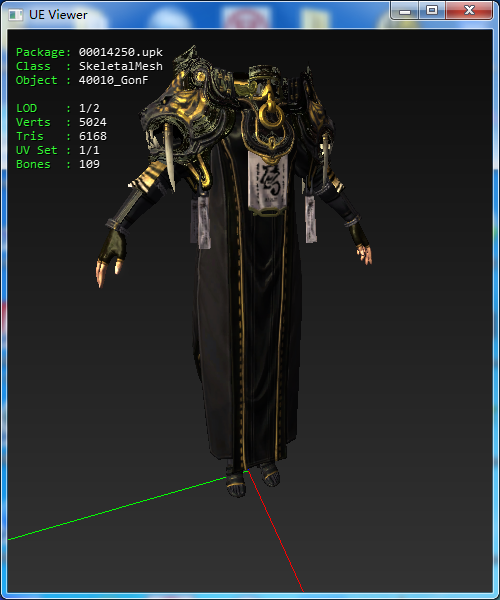 UE Viewer
Package: 00014250.upk
Class  : SkeletalMesh
Object : 40010_GonF
LOD    : 1/2
Verts  : 5024
Tris   : 6168
UV Set : 1/1
Bones  : 109